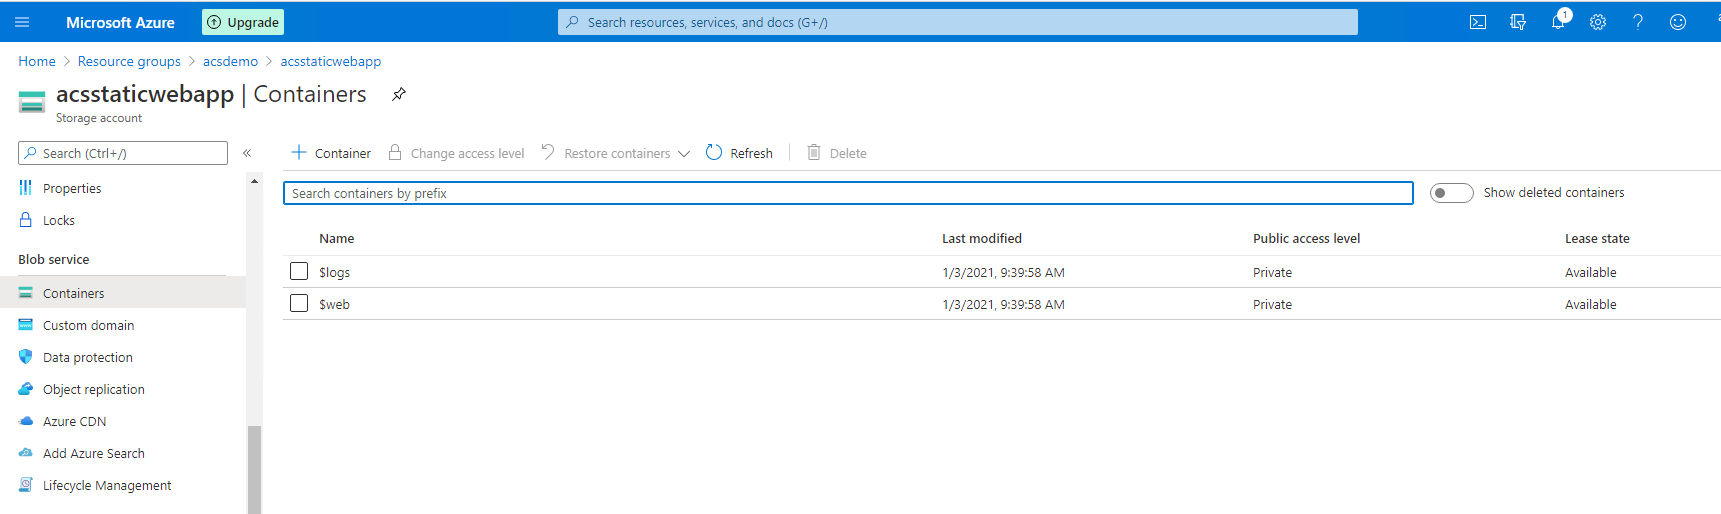 Microsoft Azure Upgrade Search resources, services, and docs (G+/) 1
Home > Resource groups > acsdemo > acsstaticwebapp
acsstaticwebapp | Containers
Storage account
Search (Ctrl+/) « + Container Change access level Restore containers Refresh Delete
Properties
Search containers by prefix Show deleted containers
Locks
Name Last modified Public access level Lease state
Blob service
$logs 1/3/2021, 9:39:58 AM Private Available
Containers
$web 1/3/2021, 9:39:58 AM Private Available
Custom domain
Data protection
Object replication
Azure CDN
Add Azure Search
Lifecycle Management